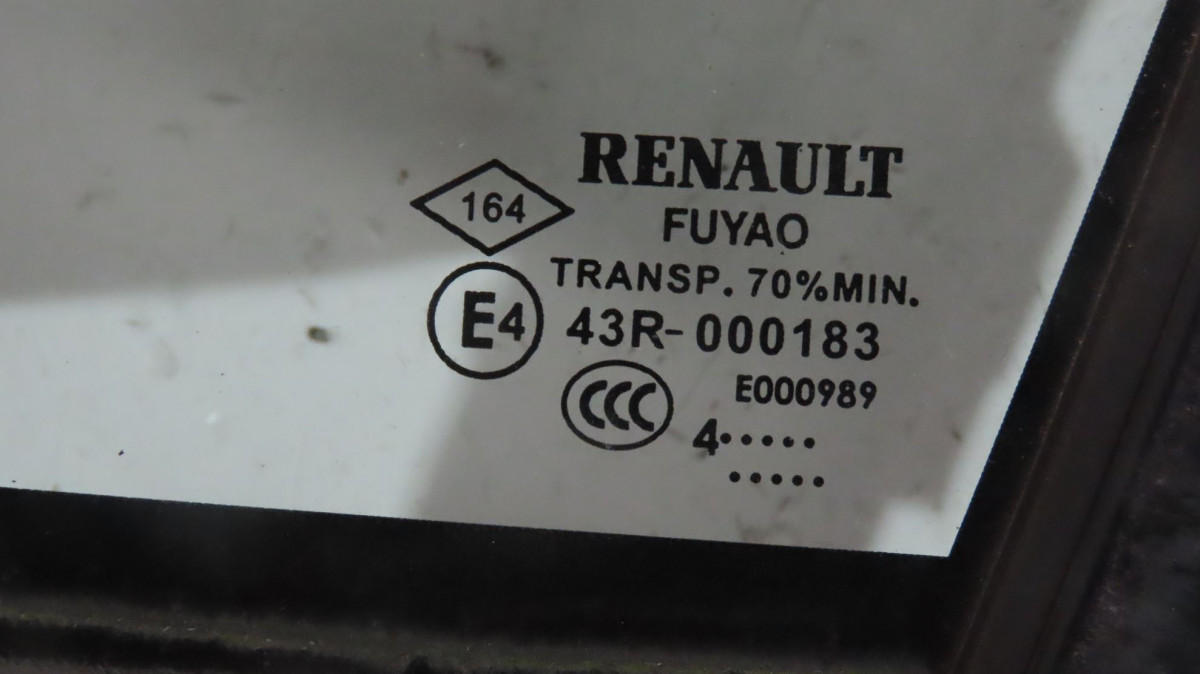 RENAULT
164
FUYAO
TRANSP. 70%MIN.
E4 43R-000183
CCC E000989
4•••••
•••••